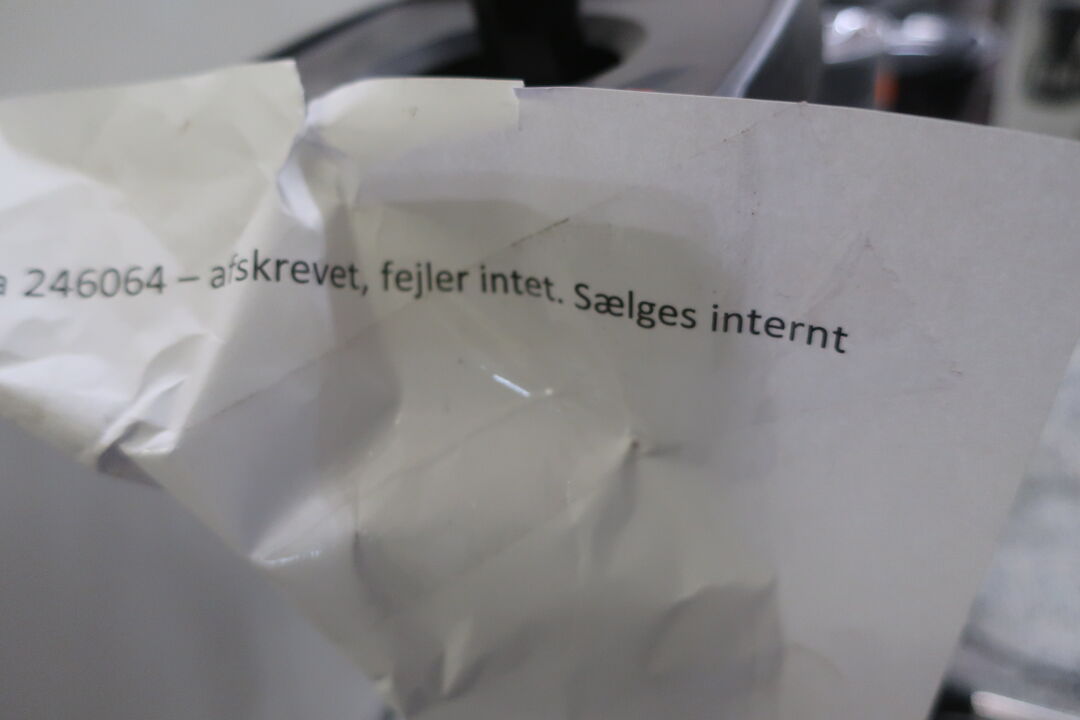 a 246064 – afskrevet, fejler intet. Sælges internt